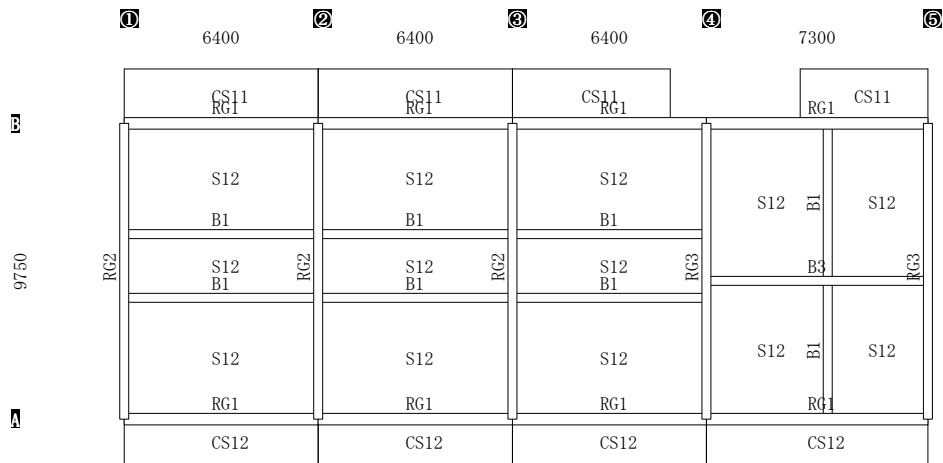 ① ② ③ ④ ⑤
6400 6400 6400 7300
CS11 CS11 CS11 CS11
RG1 RG1 RG1 RG1
B
S12 S12 S12
S12 B1 S12
B1 B1 B1
9750
RG2 S12 RG2 S12 RG2 S12 RG3 B3 RG3
B1 B1 B1
S12 S12 S12 S12 B1 S12
RG1 RG1 RG1 RG1
A
CS12 CS12 CS12 CS12